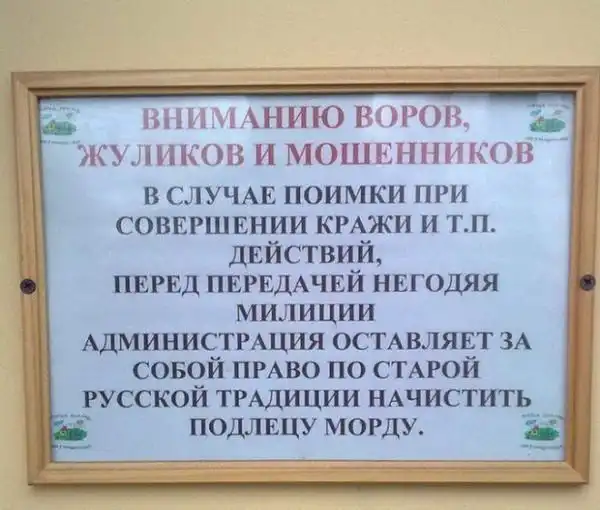 ВНИМАНИЮ ВОРОВ,
ЖУЛИКОВ И МОШЕННИКОВ
В СЛУЧАЕ ПОИМКИ ПРИ
СОВЕРШЕНИИ КРАЖИ И Т.П.
ДЕЙСТВИЙ,
ПЕРЕД ПЕРЕДАЧЕЙ НЕГОДЯЯ
МИЛИЦИИ
АДМИНИСТРАЦИЯ ОСТАВЛЯЕТ ЗА
СОБОЙ ПРАВО ПО СТАРОЙ
РУССКОЙ ТРАДИЦИИ НАЧИСТИТЬ
ПОДЛЕЦУ МОРДУ.